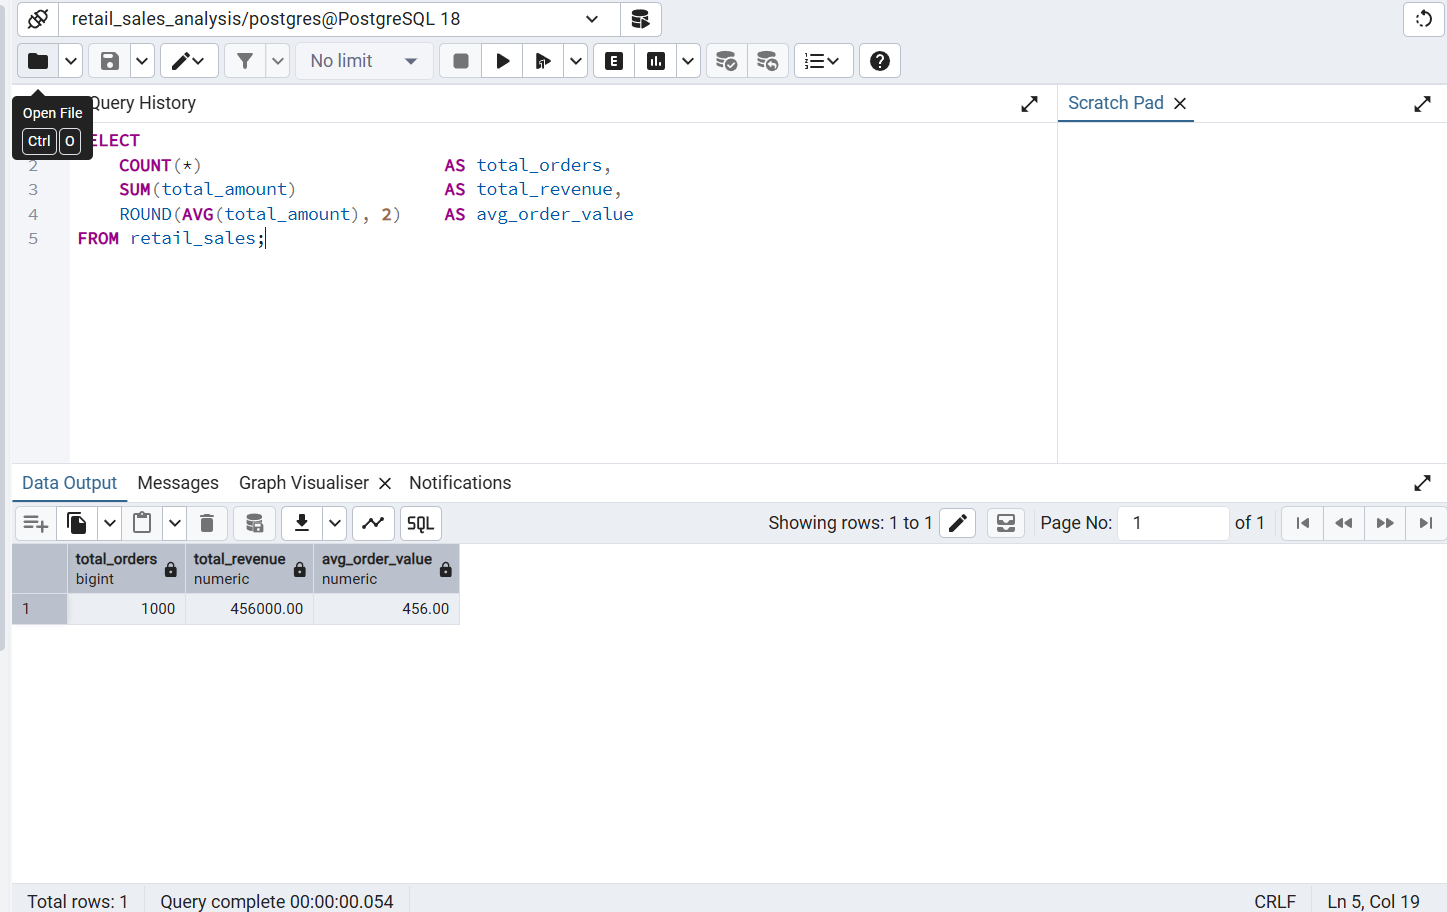 retail_sales_analysis/postgres@PostgreSQL 18
No limit
E
Open File
Ctrl O
Query History
Scratch Pad
ELECT
2 COUNT(*) AS total_orders,
3 SUM(total_amount) AS total_revenue,
4 ROUND(AVG(total_amount), 2) AS avg_order_value
5 FROM retail_sales;
Data Output Messages Graph Visualiser Notifications
SQL Showing rows: 1 to 1 Page No: 1 of 1
total_orders total_revenue avg_order_value
bigint numeric numeric
1 1000 456000.00 456.00
Total rows: 1 Query complete 00:00:00.054 CRLF Ln 5, Col 19